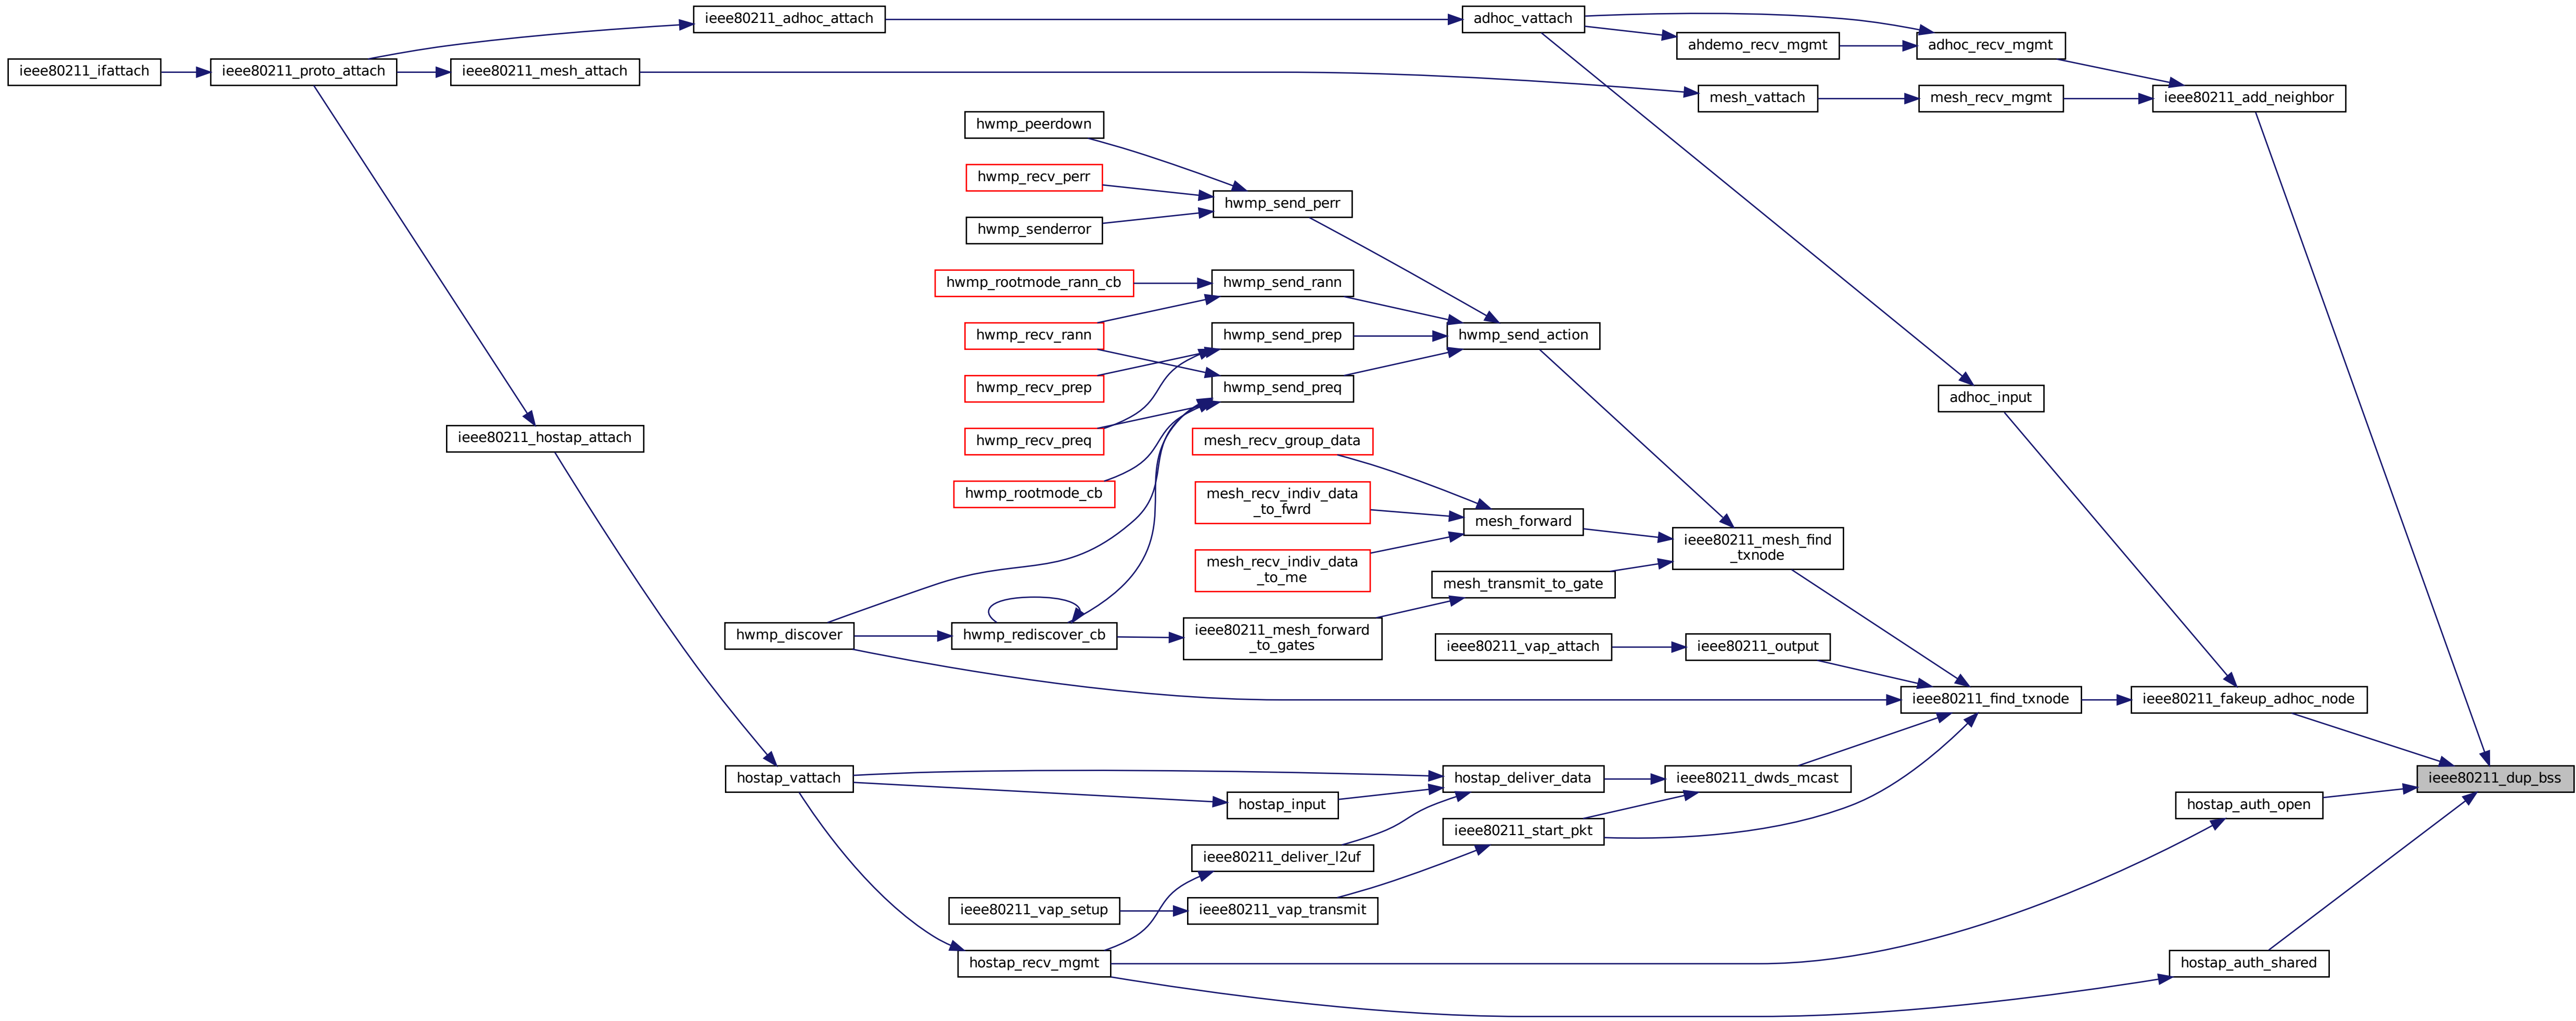 ieee80211_adhoc_attach
adhoc_vattach
ahdemo_recv_mgmt
adhoc_recv_mgmt
ieee80211_ifattach
ieee80211_proto_attach
ieee80211_mesh_attach
mesh_vattach
mesh_recv_mgmt
ieee80211_add_neighbor
hwmp_peerdown
hwmp_recv_perr
hwmp_send_perr
hwmp_senderror
hwmp_rootmode_rann_cb
hwmp_send_rann
hwmp_recv_rann
hwmp_send_prep
hwmp_send_action
hwmp_recv_prep
hwmp_send_preq
adhoc_input
ieee80211_hostap_attach
hwmp_recv_preq
mesh_recv_group_data
hwmp_rootmode_cb
mesh_recv_indiv_data
_to_fwrd
mesh_forward
mesh_recv_indiv_data
_to_me
ieee80211_mesh_find
_txnode
mesh_transmit_to_gate
hwmp_discover
hwmp_rediscover_cb
ieee80211_mesh_forward
_to_gates
ieee80211_vap_attach
ieee80211_output
ieee80211_find_txnode
ieee80211_fakeup_adhoc_node
hostap_vattach
hostap_deliver_data
ieee80211_dwds_mcast
ieee80211_dup_bss
hostap_input
hostap_auth_open
ieee80211_start_pkt
ieee80211_deliver_l2uf
ieee80211_vap_setup
ieee80211_vap_transmit
hostap_recv_mgmt
hostap_auth_shared